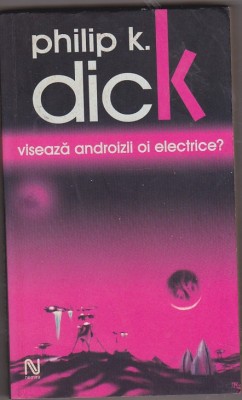 philip k.
dick
visează androizii oi electrice?
N